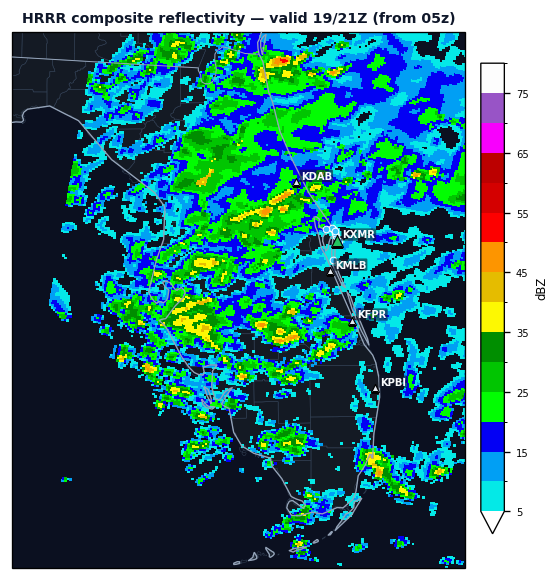 HRRR composite reflectivity — valid 19/21Z (from 05z)
KDAB
KXMR
KMLB
KFPR
KPBI
75
65
55
45
35
25
15
5
dBZ